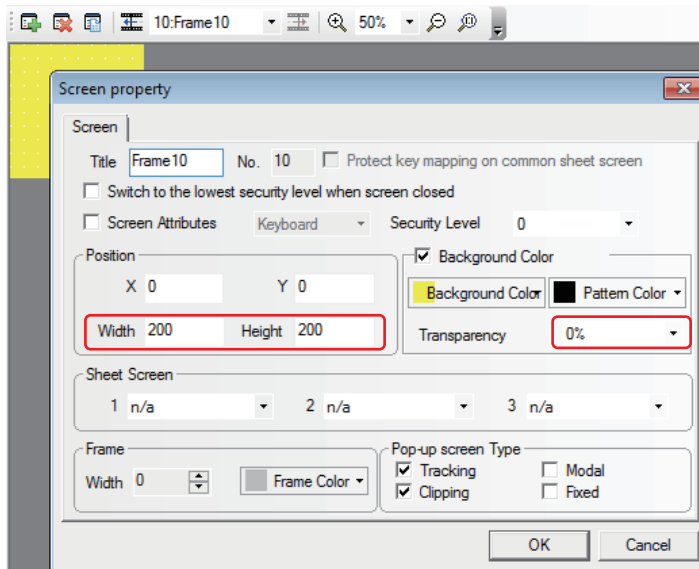 10:Frame10 50%
Screen property
Screen
Title Frame10 No. 10 Protect key mapping on common sheet screen
Switch to the lowest security level when screen closed
Screen Attributes Keyboard Security Level 0
Position Background Color
X 0 Y 0 Background Color Pattern Color
Width 200 Height 200 Transparency 0%
Sheet Screen
1 n/a 2 n/a 3 n/a
Frame Pop-up screen Type
Width 0 Frame Color Tracking Modal
Clipping Fixed
OK Cancel